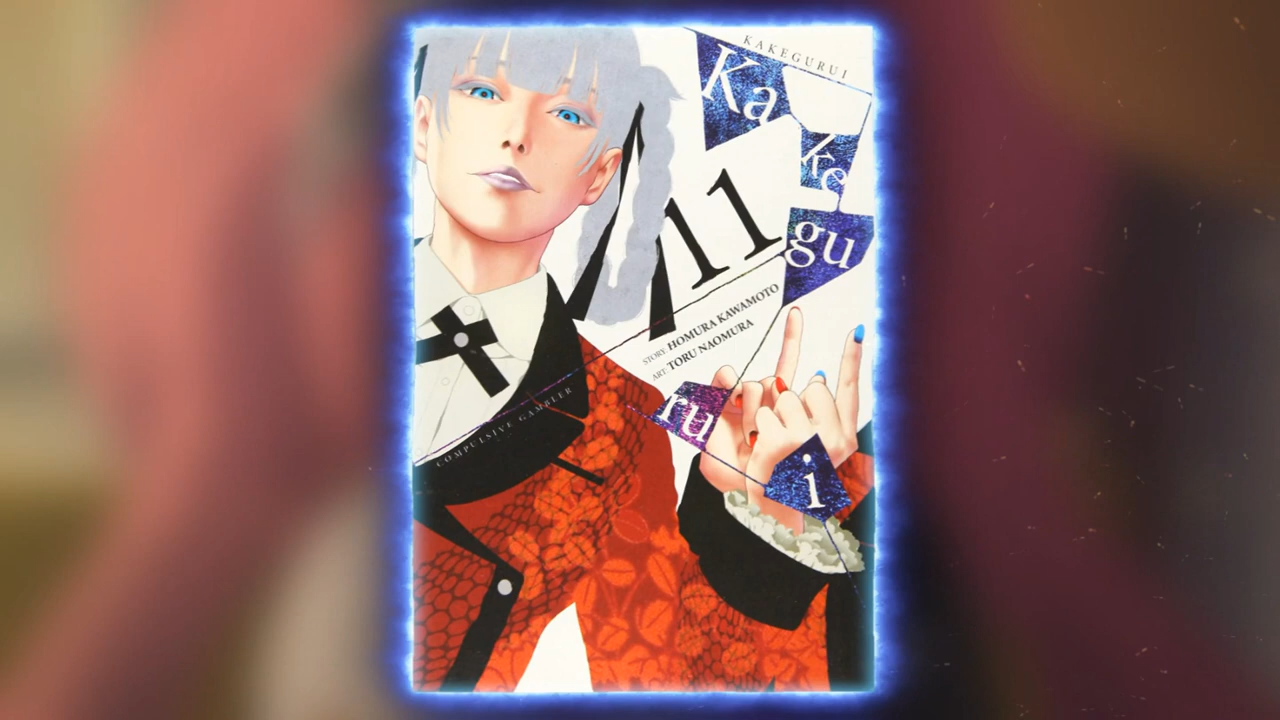 KAKEGURUI
Ka
ke
gu
ru
i
11
STORY: HOMURA KAWAMOTO
ART: TORU NAOMURA
COMPULSIVE GAMBLER